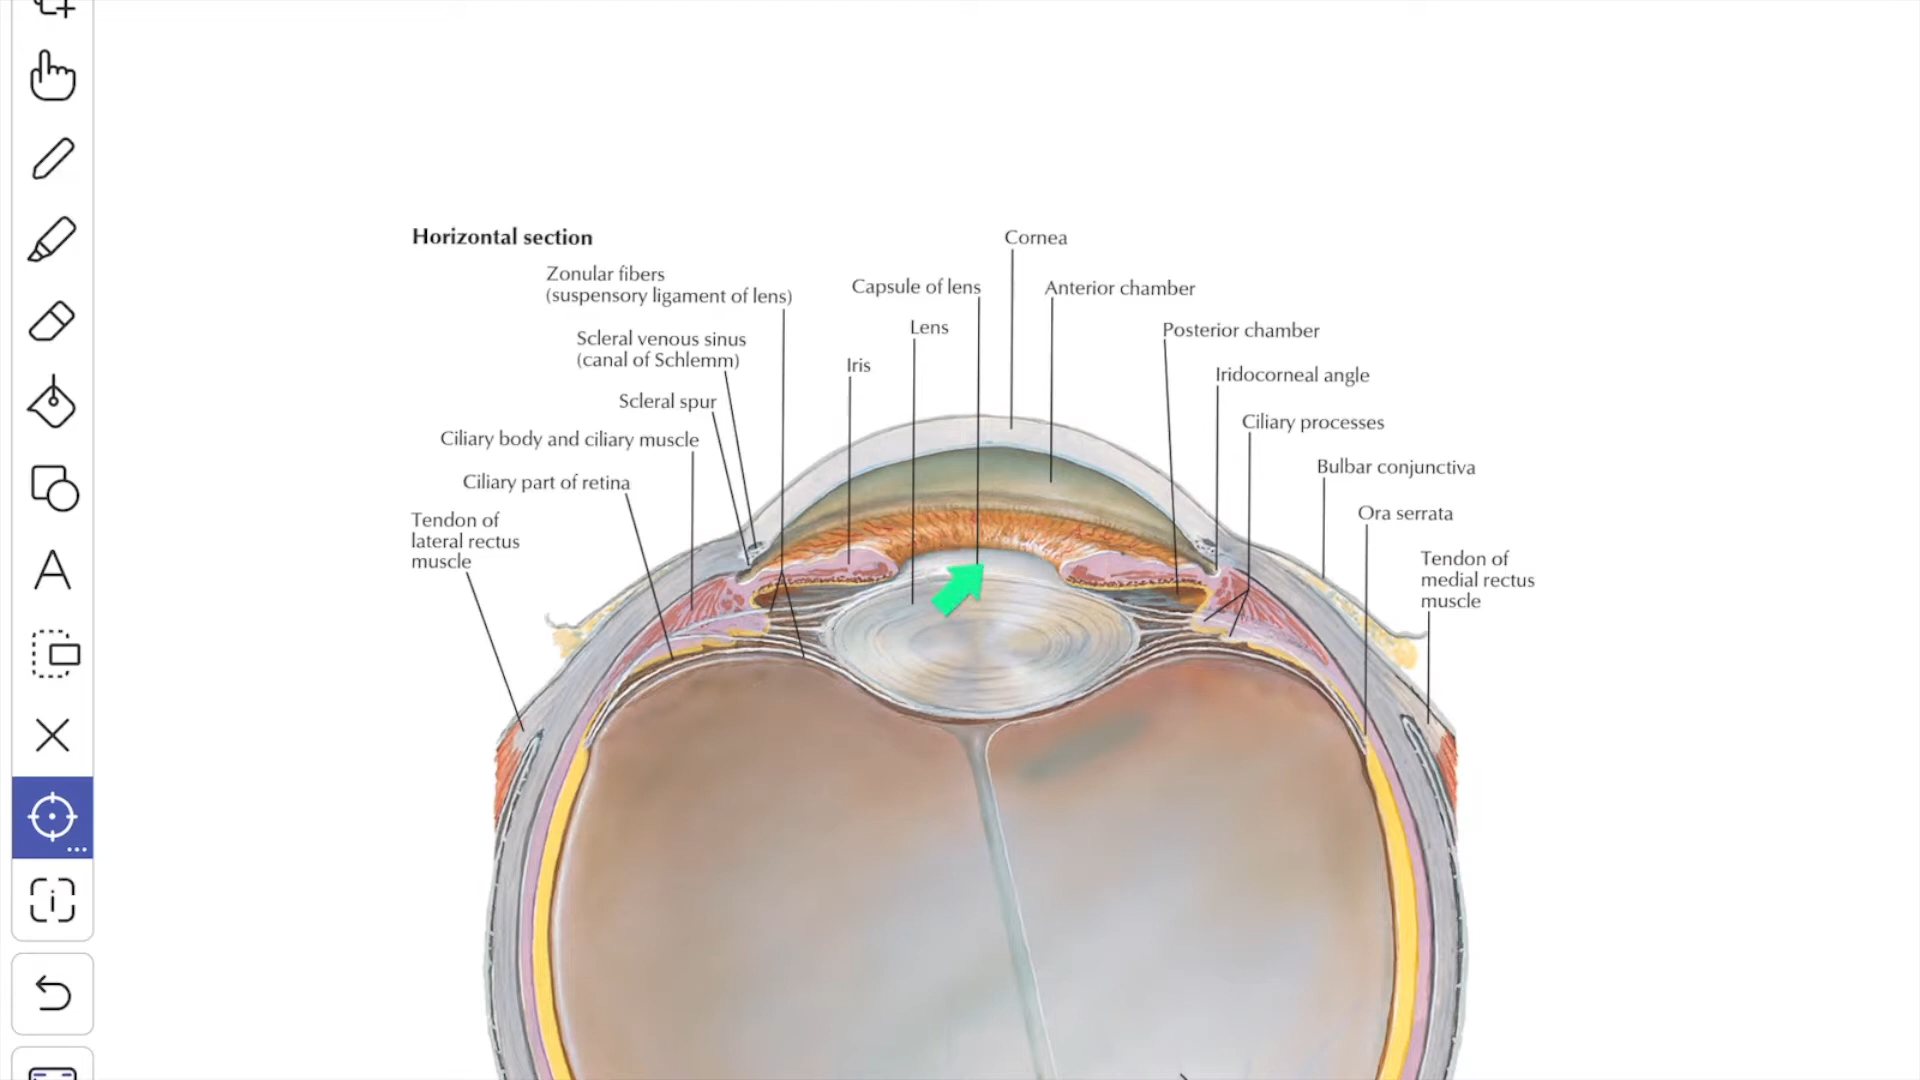 Horizontal section
Zonular fibers
(suspensory ligament of lens)
Scleral venous sinus
(canal of Schlemm)
Scleral spur
Ciliary body and ciliary muscle
Ciliary part of retina
Tendon of
lateral rectus
muscle
Iris
Lens
Capsule of lens
Cornea
Anterior chamber
Posterior chamber
Iridocorneal angle
Ciliary processes
Bulbar conjunctiva
Ora serrata
Tendon of
medial rectus
muscle